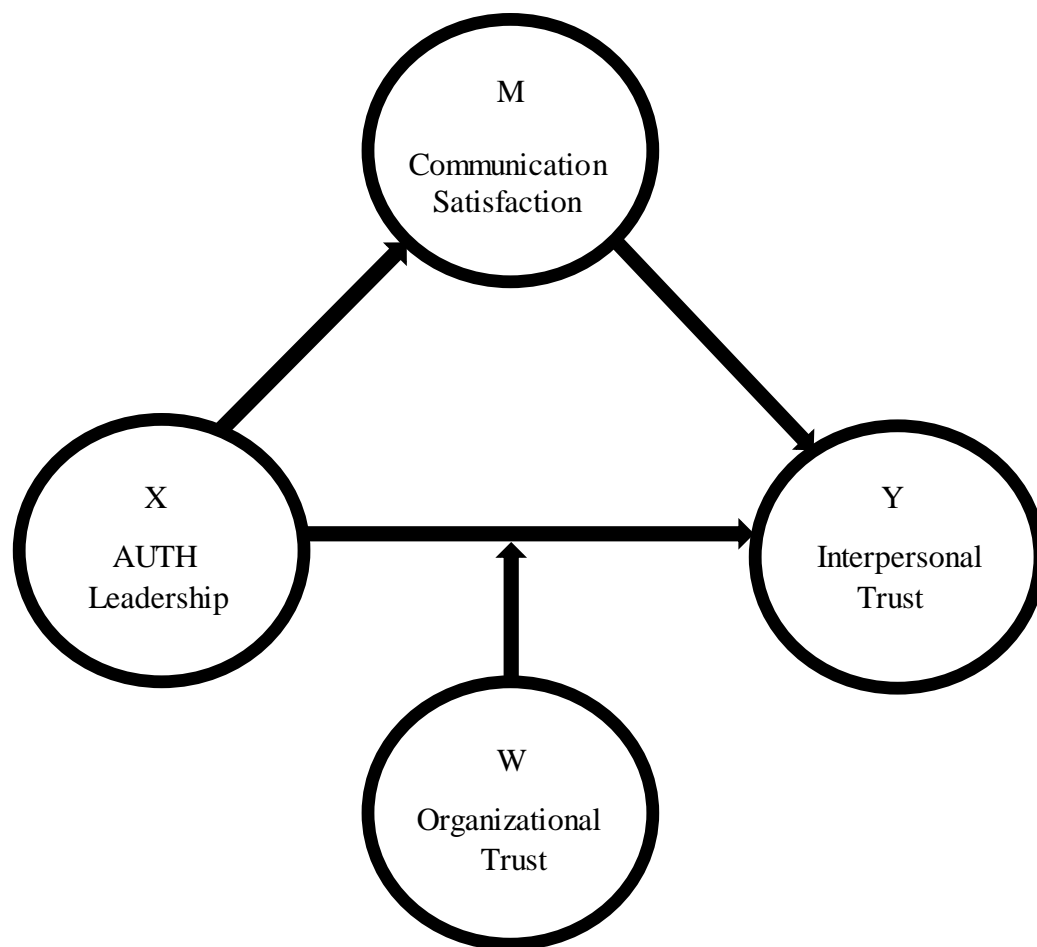 M
Communication
Satisfaction
X
AUTH
Leadership
Y
Interpersonal
Trust
W
Organizational
Trust